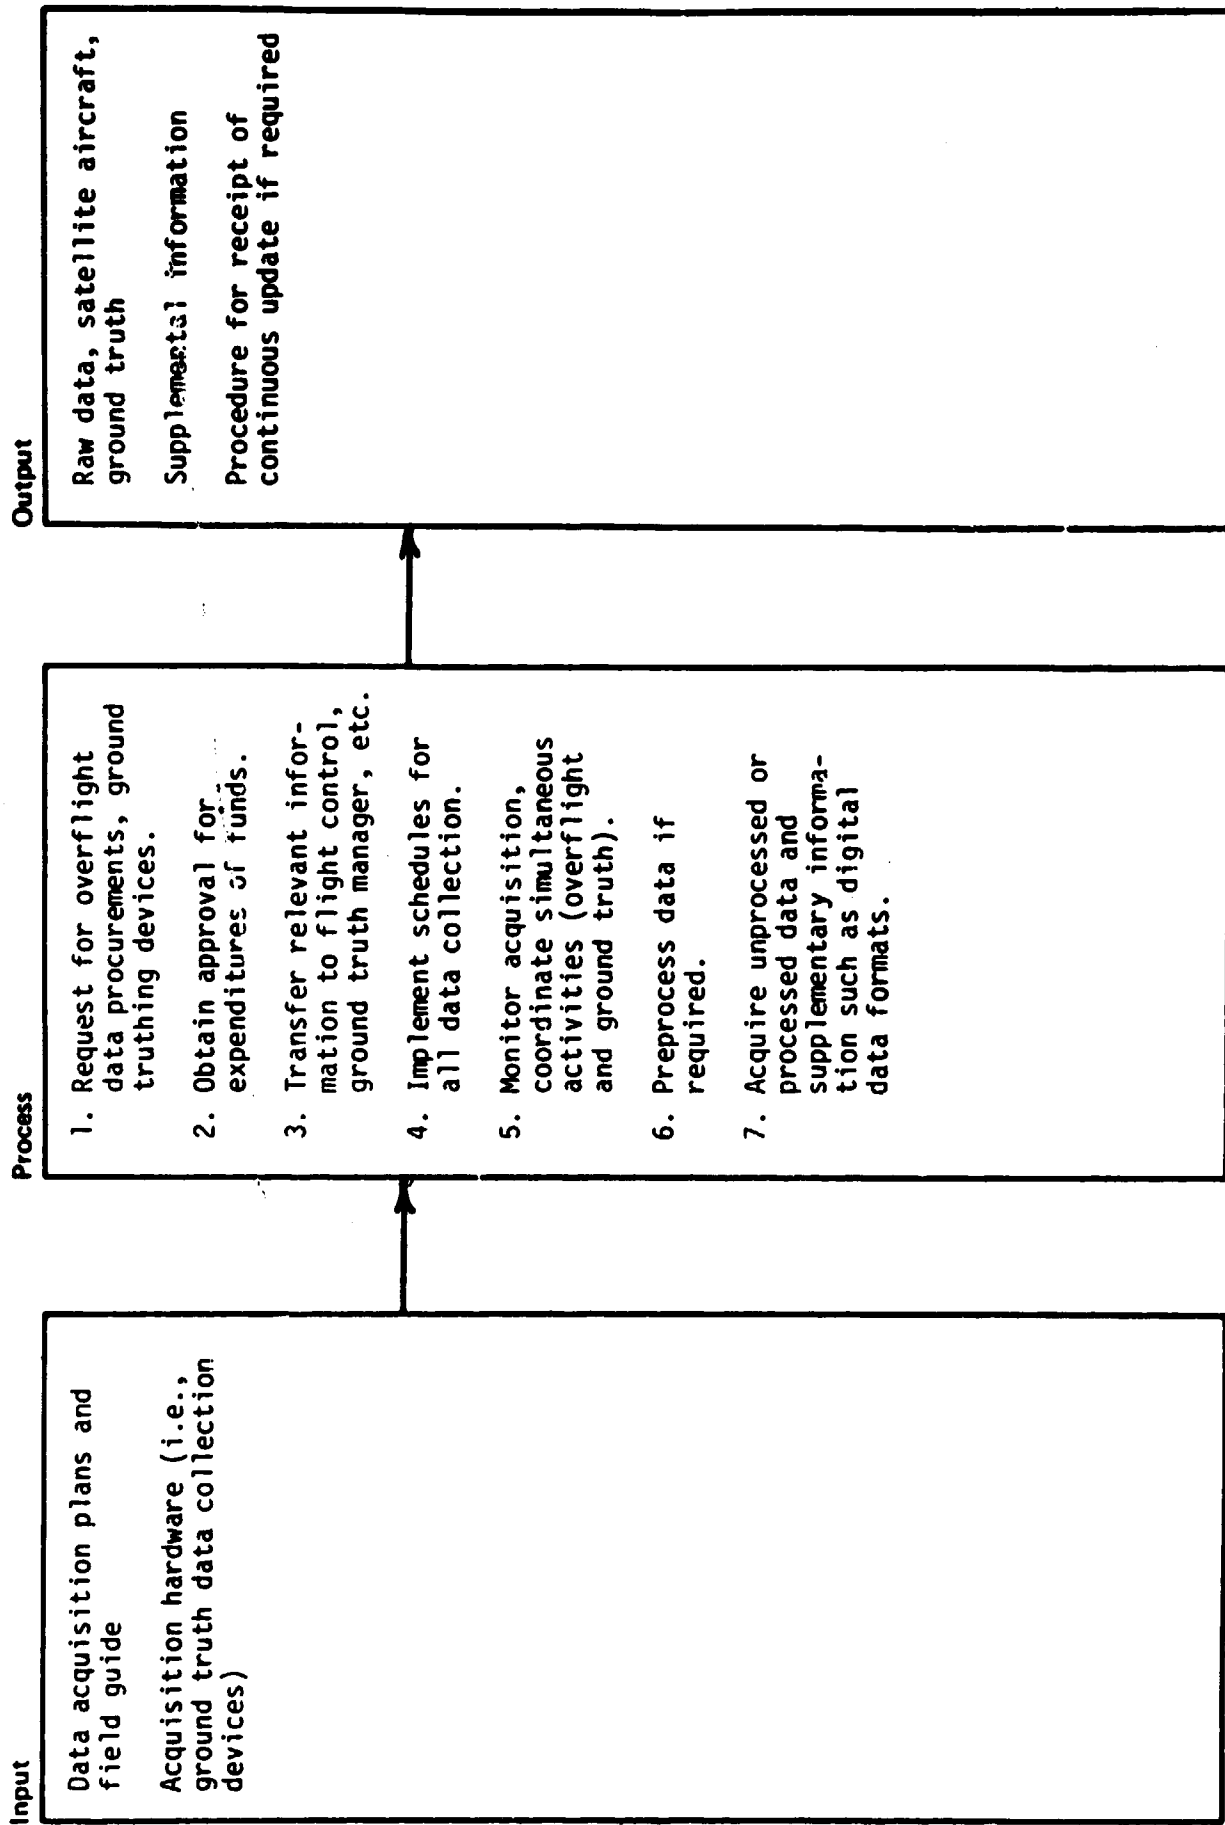 Input
Data acquisition plans and
field guide
Acquisition hardware (i.e.,
ground truth data collection
devices)
Process
1. Request for overflight
data procurements, ground
truthing devices.
2. Obtain approval for
expenditures of funds.
3. Transfer relevant infor-
mation to flight control,
ground truth manager, etc.
4. Implement schedules for
all data collection.
5. Monitor acquisition,
coordinate simultaneous
activities (overflight
and ground truth).
6. Preprocess data if
required.
7. Acquire unprocessed or
processed data and
supplementary informa-
tion such as digital
data formats.
Output
Raw data, satellite aircraft,
ground truth
Supplemental information
Procedure for receipt of
continuous update if required